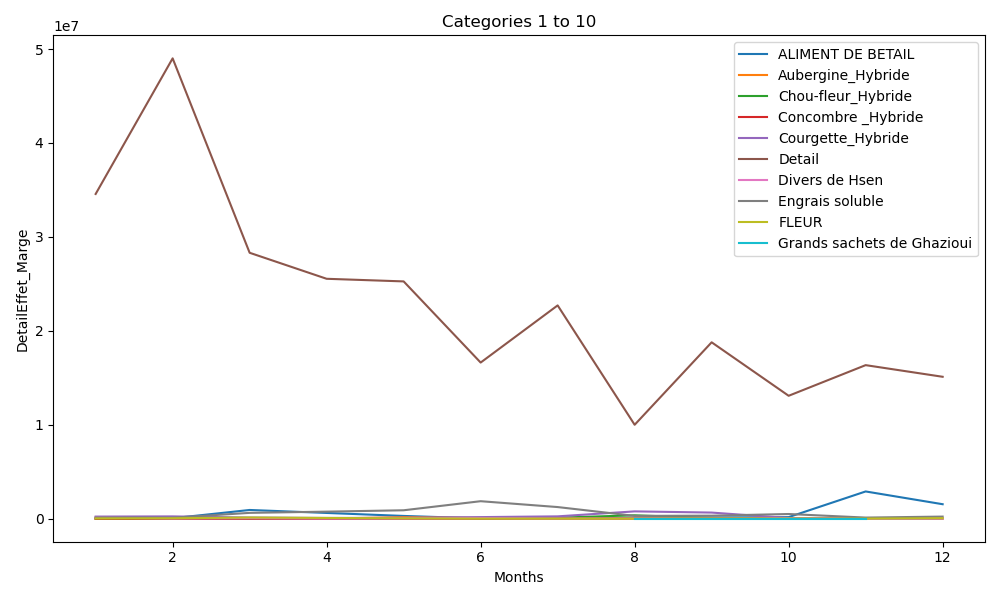 Categories 1 to 10
1e7
5
4
3
2
1
0
DetailEffet_Marge
2
4
6
8
10
12
Months
ALIMENT DE BETAIL
Aubergine_Hybride
Chou-fleur_Hybride
Concombre _Hybride
Courgette_Hybride
Detail
Divers de Hsen
Engrais soluble
FLEUR
Grands sachets de Ghazioui